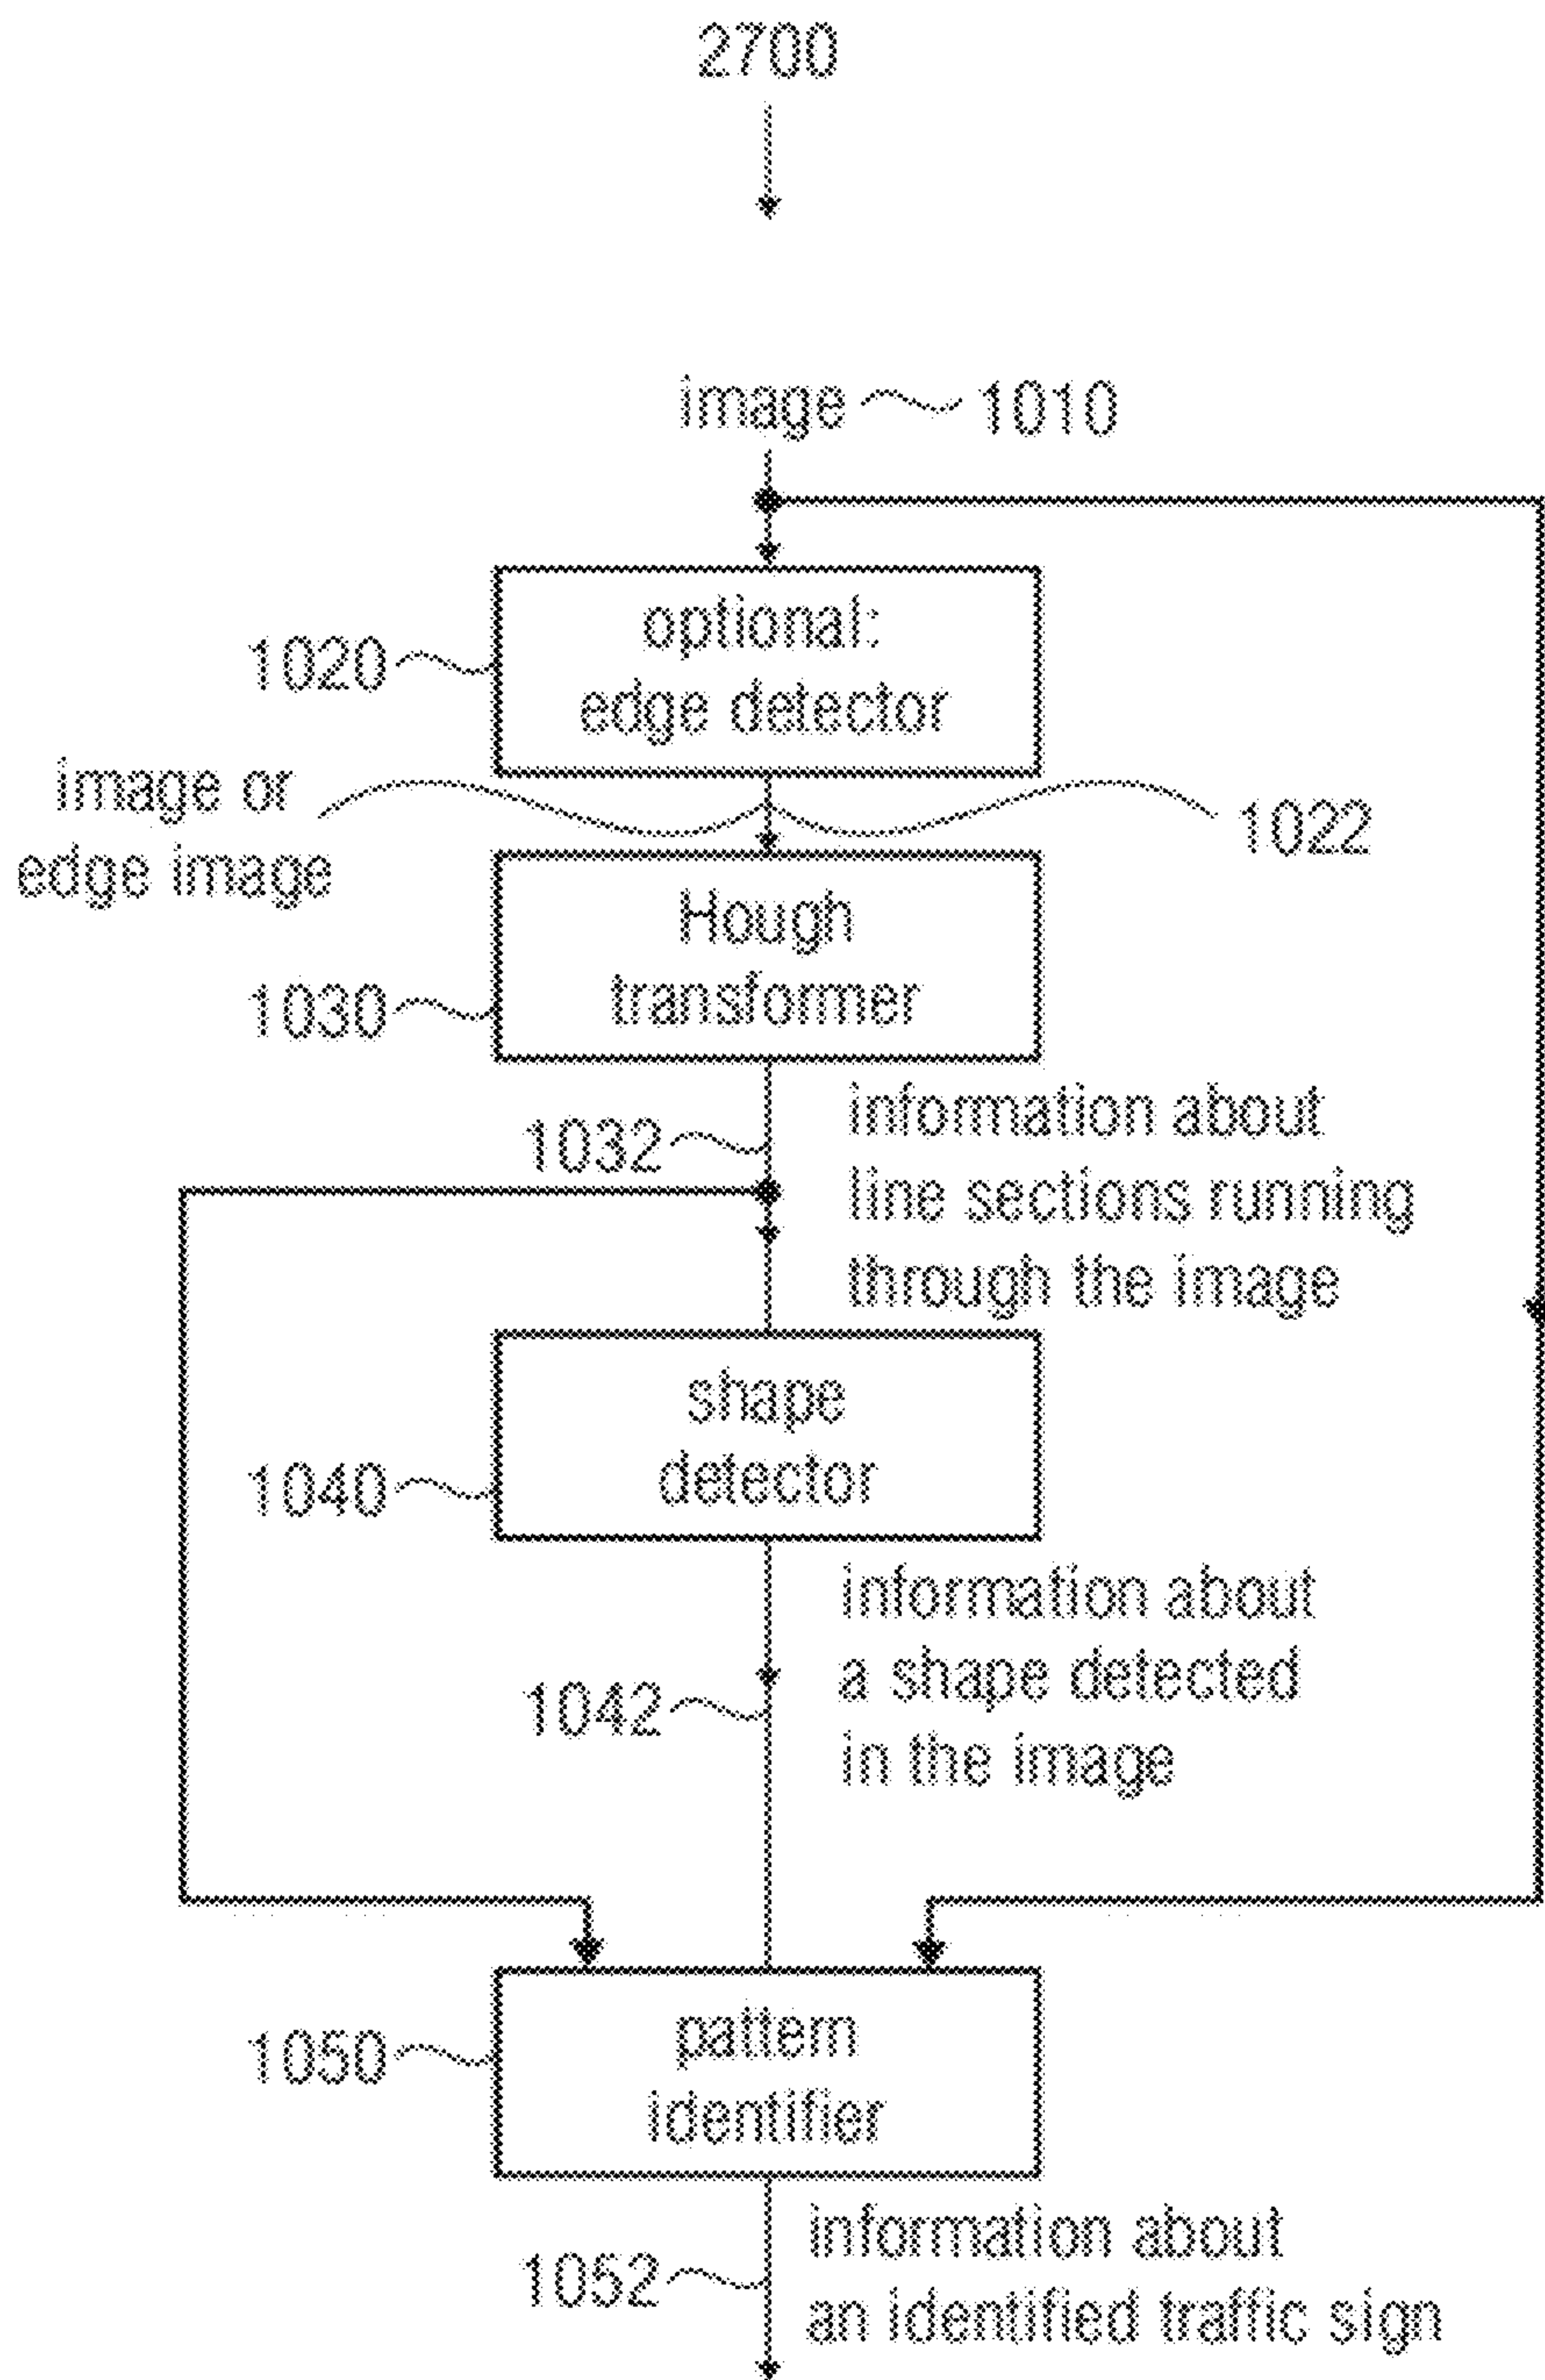 2700
image 1010
optional:
1020
edge detector
image or
edge image
1022
Hough
transformer
1030
information about
1032
line sections running
through the image
shape
detector
1040
information about
a shape detected
1042
in the image
pattern
1050
identifier
information about
1052
an identified traffic sign